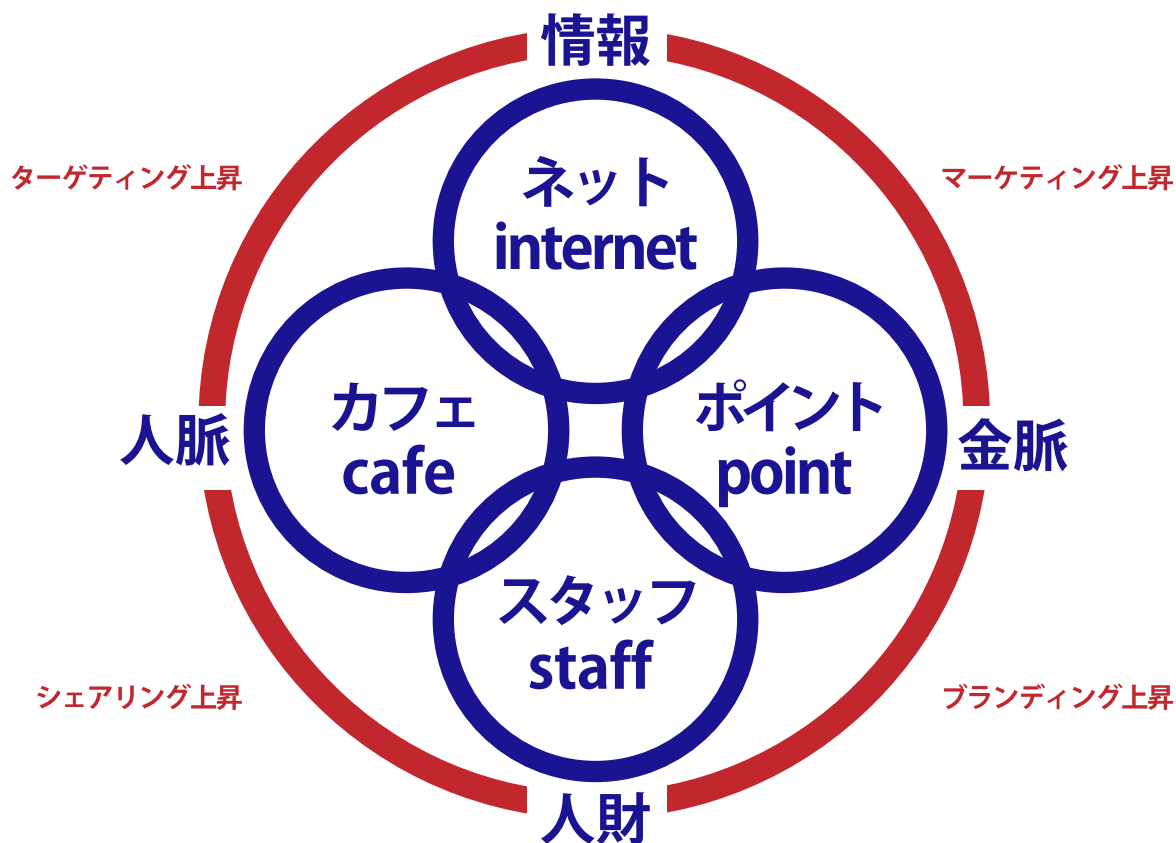 情報
ターゲティング上昇
マーケティング上昇
ネット
internet
人脈
カフェ
cafe
ポイント
point
金脈
スタッフ
staff
シェアリング上昇
ブランディング上昇
人財